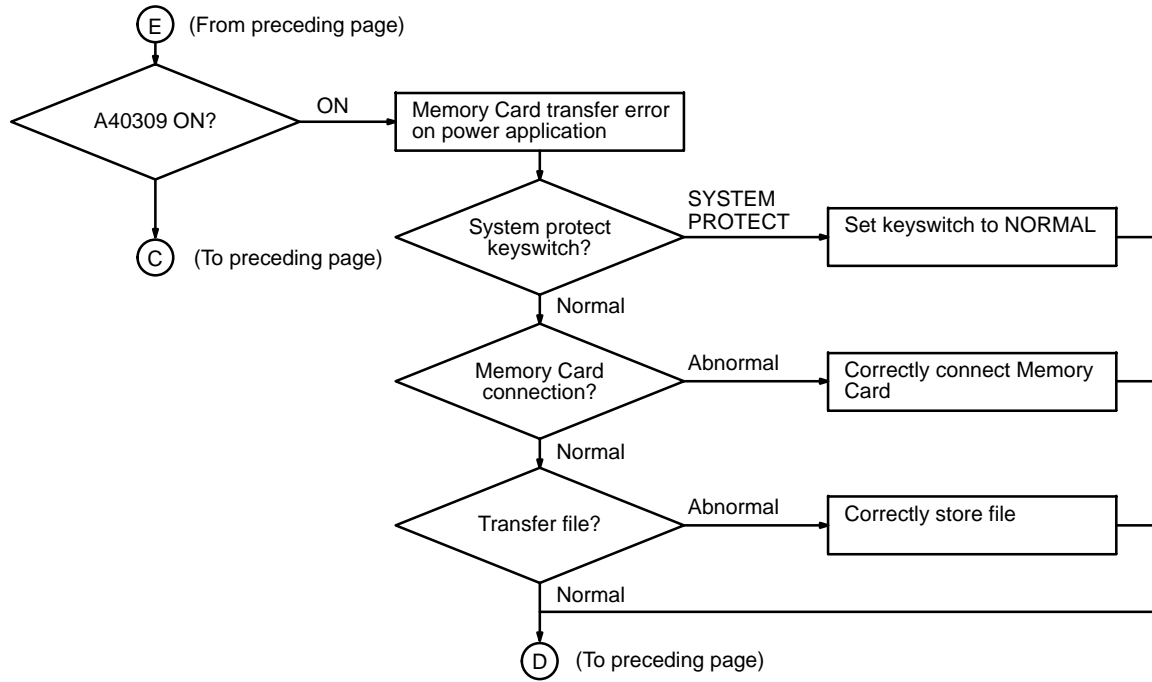 E (From preceding page)
A40309 ON?
ON
Memory Card transfer error
on power application
C (To preceding page)
System protect
keyswitch?
SYSTEM
PROTECT
Set keyswitch to NORMAL
Normal
Memory Card
connection?
Abnormal
Correctly connect Memory
Card
Normal
Transfer file?
Abnormal
Correctly store file
Normal
D (To preceding page)